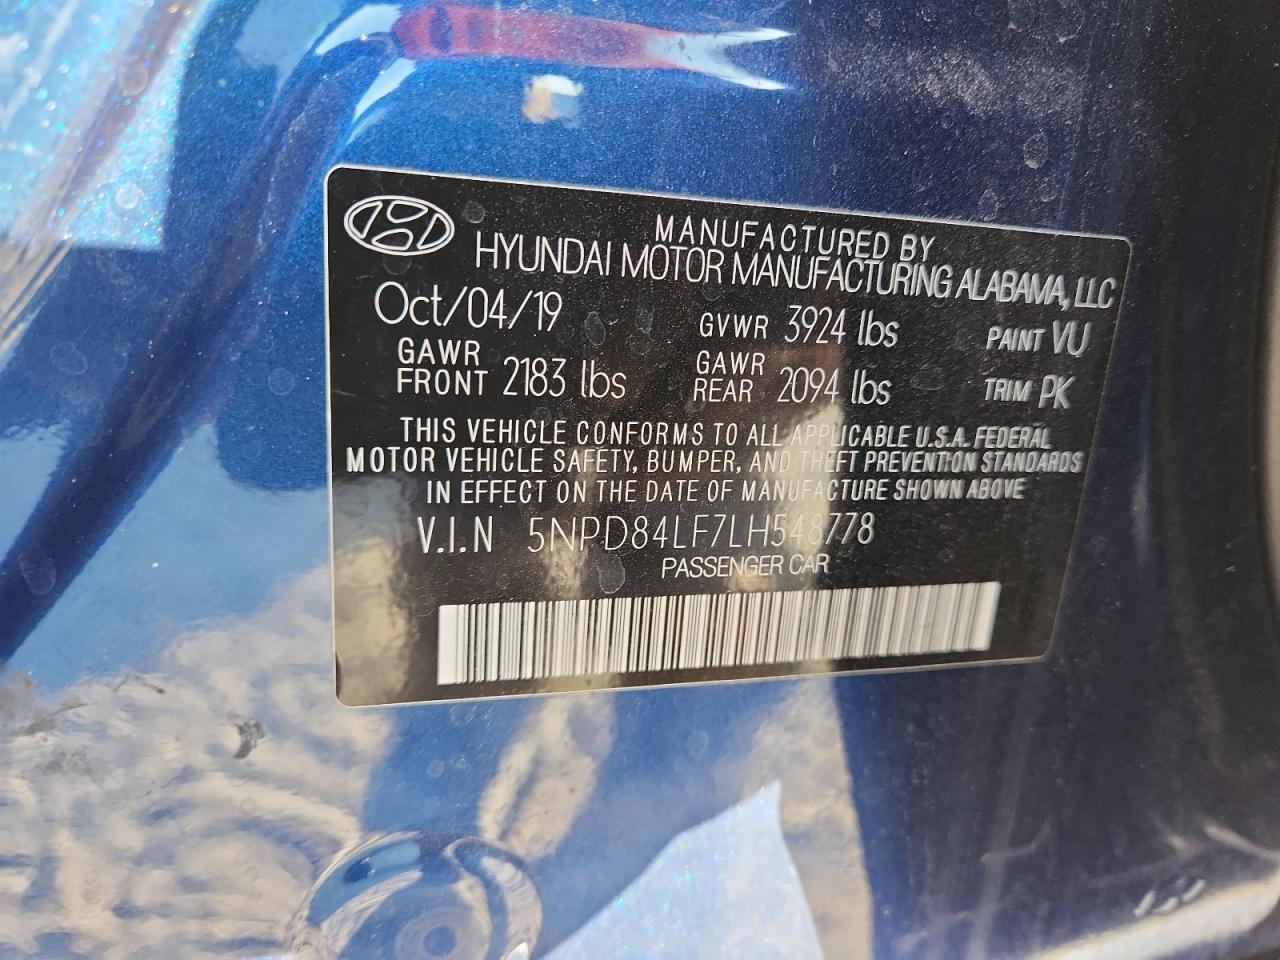 MANUFACTURED BY
HYUNDAI MOTOR MANUFACTURING ALABAMA, LLC
Oct/04/19 GVWR 3924 lbs PAINT VU
GAWR FRONT 2183 lbs GAWR REAR 2094 lbs TRIM PK
THIS VEHICLE CONFORMS TO ALL APPLICABLE U.S.A. FEDERAL
MOTOR VEHICLE SAFETY, BUMPER, AND THEFT PREVENTION STANDARDS
IN EFFECT ON THE DATE OF MANUFACTURE SHOWN ABOVE
V.I.N 5NPD84LF7LH548778
PASSENGER CAR